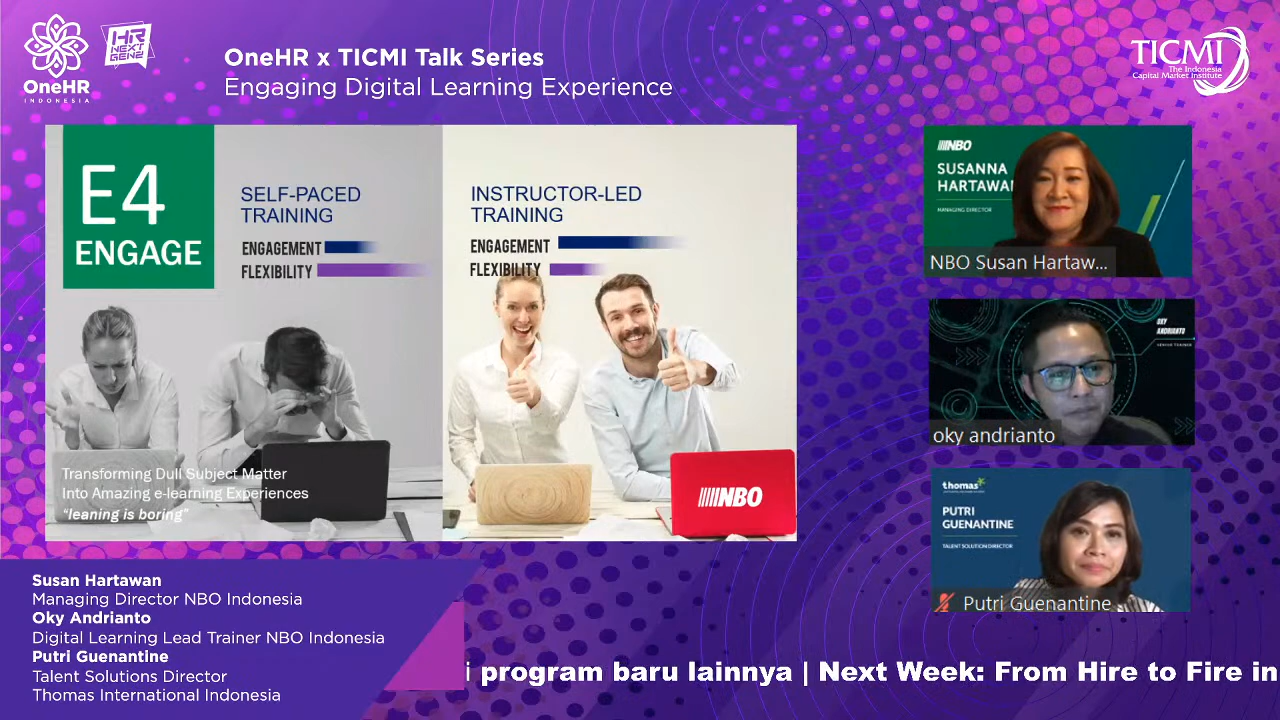 OneHR
INDONESIA
HR
NEXT
GEN2
OneHR x TICMI Talk Series
Engaging Digital Learning Experience
TICMI
The Indonesia
Capital Market Institute
E4
ENGAGE
SELF-PACED
TRAINING
ENGAGEMENT
FLEXIBILITY
INSTRUCTOR-LED
TRAINING
ENGAGEMENT
FLEXIBILITY
Transforming Dull Subject Matter
Into Amazing e-learning Experiences
"leaning is boring"
NBO
NBO
SUSANNA
HARTAWAN
MANAGING DIRECTOR
NBO Susan Hartaw...
OKY
ANDRIANTO
SENIOR TRAINER
oky andrianto
thomas
PUTRI
GUENANTINE
TALENT SOLUTION DIRECTOR
Putri Guenantine
Susan Hartawan
Managing Director NBO Indonesia
Oky Andrianto
Digital Learning Lead Trainer NBO Indonesia
Putri Guenantine
Talent Solutions Director
Thomas International Indonesia
i program baru lainnya | Next Week: From Hire to Fire in